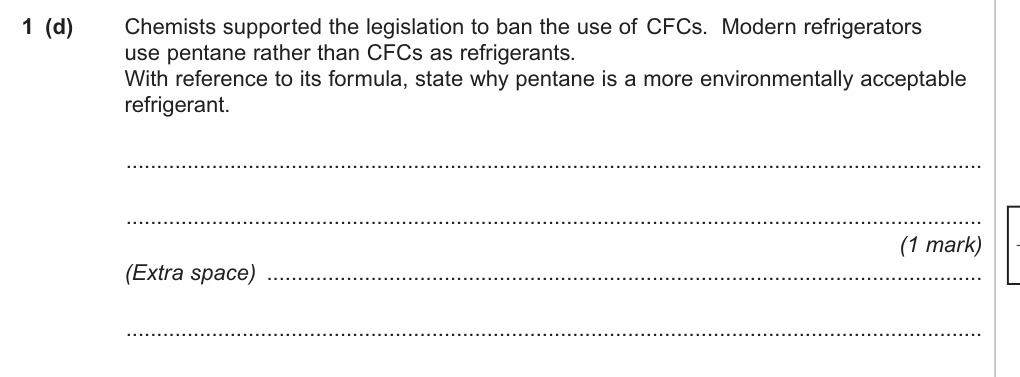 1 (d) Chemists supported the legislation to ban the use of CFCs. Modern refrigerators
use pentane rather than CFCs as refrigerants.
With reference to its formula, state why pentane is a more environmentally acceptable
refrigerant.
................................................................................
................................................................................
(1 mark)
(Extra space) ................................................................................
................................................................................